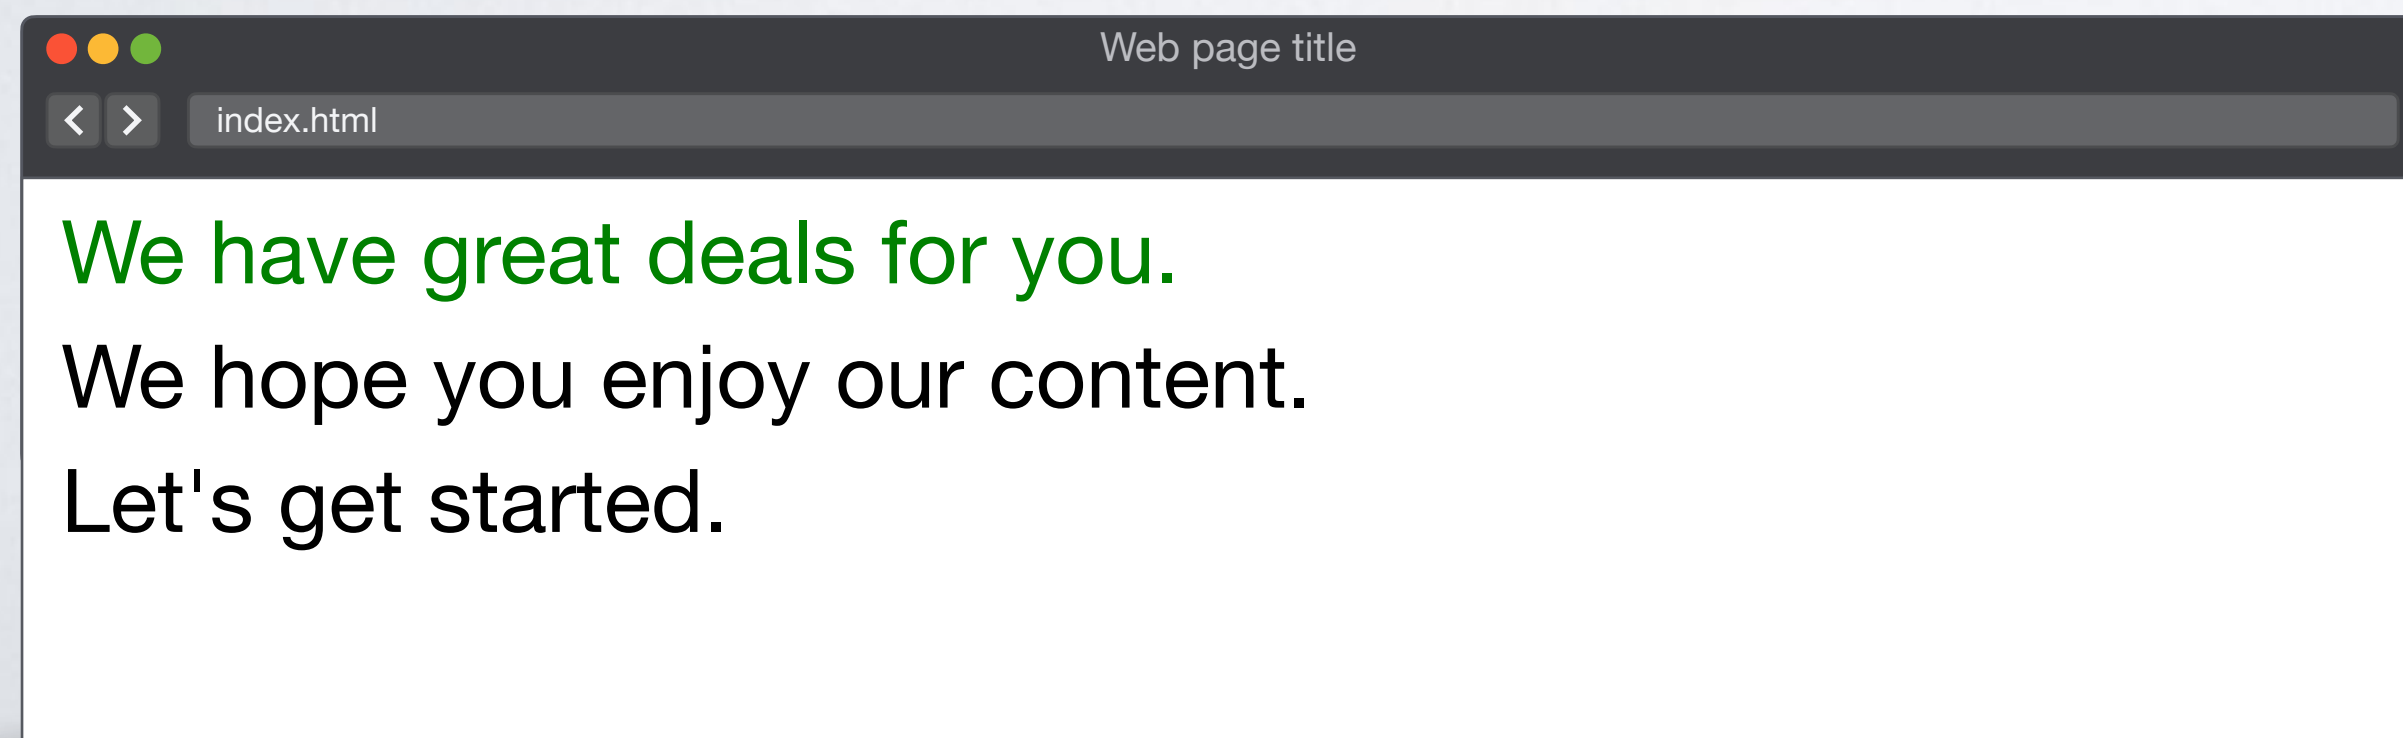 Web page title
index.html
We have great deals for you.
We hope you enjoy our content.
Let's get started.